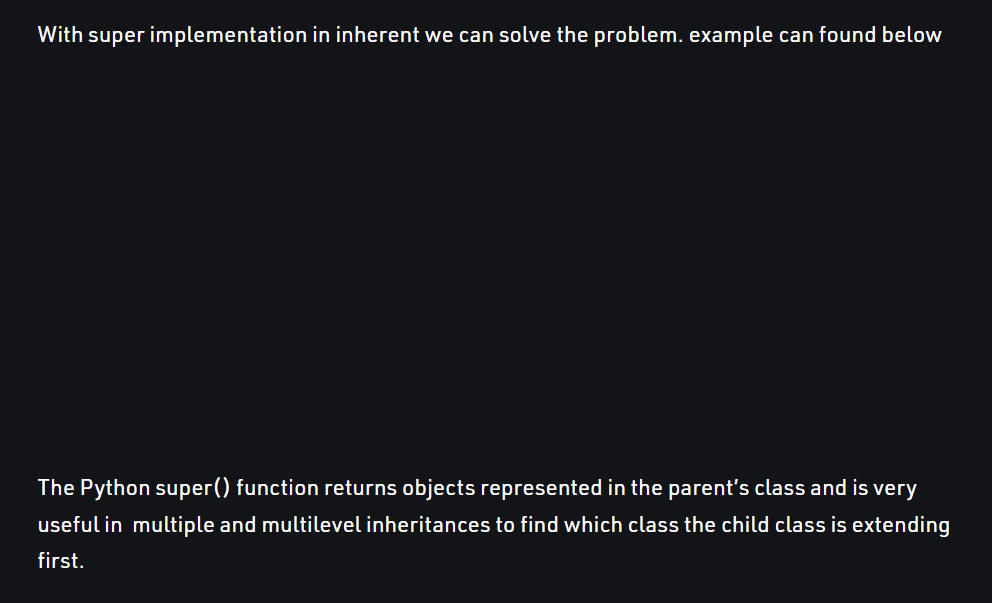 With super implementation in inherent we can solve the problem. example can found below
The Python super() function returns objects represented in the parent’s class and is very
useful in  multiple and multilevel inheritances to find which class the child class is extending
first.